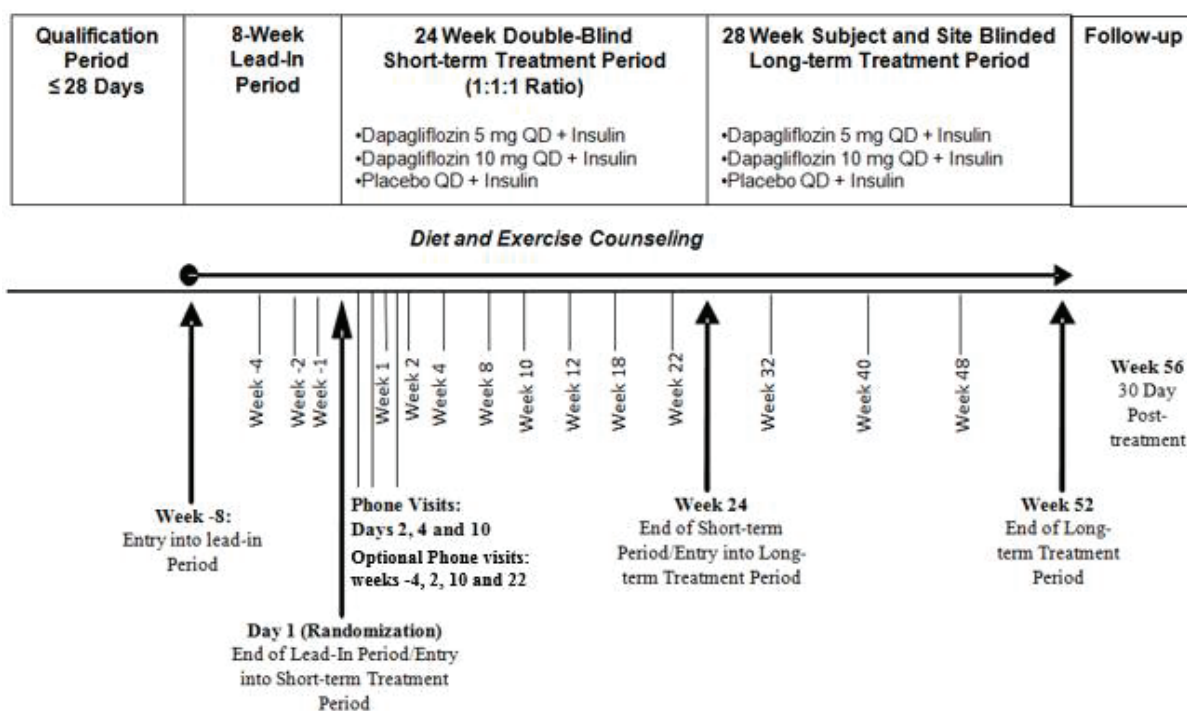 Qualification
Period
≤ 28 Days
8-Week
Lead-In
Period
24 Week Double-Blind
Short-term Treatment Period
(1:1:1 Ratio)
•Dapagliflozin 5 mg QD + Insulin
•Dapagliflozin 10 mg QD + Insulin
•Placebo QD + Insulin
28 Week Subject and Site Blinded
Long-term Treatment Period
•Dapagliflozin 5 mg QD + Insulin
•Dapagliflozin 10 mg QD + Insulin
•Placebo QD + Insulin
Follow-up
Diet and Exercise Counseling
Week -4
Week -2
Week -1
Week 1
Week 2
Week 4
Week 8
Week 10
Week 12
Week 18
Week 22
Week 32
Week 40
Week 48
Week 56
30 Day
Post-
treatment
Week -8:
Entry into lead-in
Period
Phone Visits:
Days 2, 4 and 10
Optional Phone visits:
weeks -4, 2, 10 and 22
Week 24
End of Short-term
Period/Entry into Long-
term Treatment Period
Week 52
End of Long-
term Treatment
Period
Day 1 (Randomization)
End of Lead-In Period/Entry
into Short-term Treatment
Period